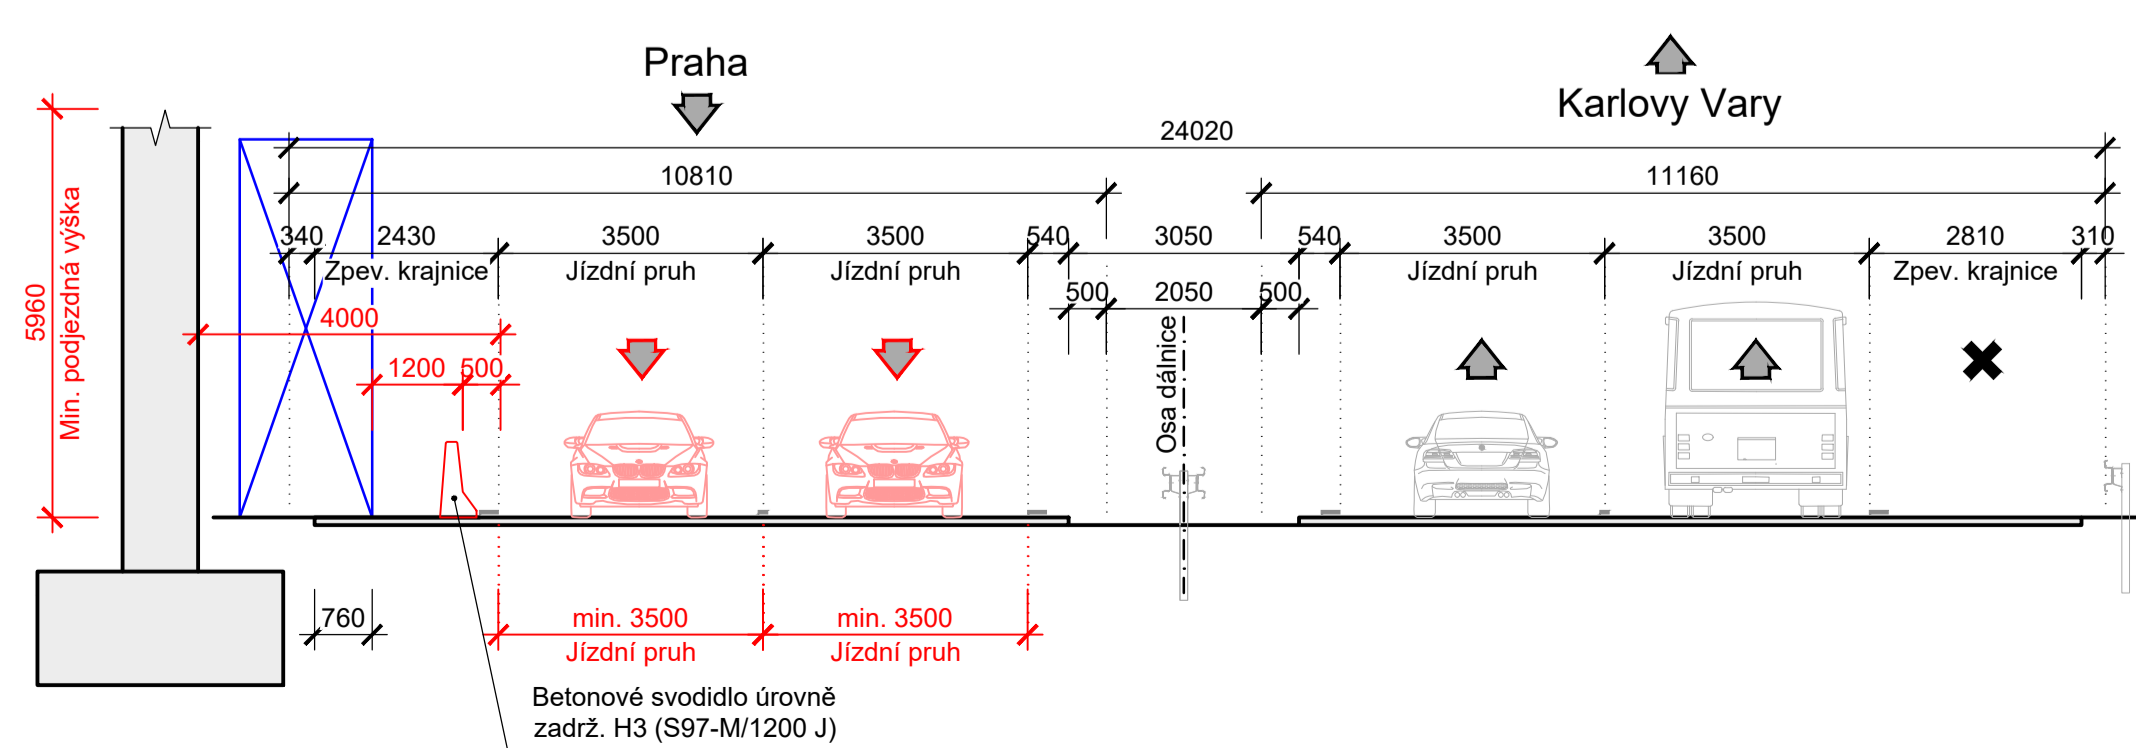 Praha
Karlovy Vary
24020
10810
11160
340
2430
3500
3500
540
3050
540
3500
3500
2810
310
Zpev. krajnice
Jízdní pruh
Jízdní pruh
Jízdní pruh
Jízdní pruh
Zpev. krajnice
500
2050
500
4000
1200
500
5960
Min. podjezdná výška
Osa dálnice
760
min. 3500
min. 3500
Jízdní pruh
Jízdní pruh
Betonové svodidlo úrovně
zadrž. H3 (S97-M/1200 J)